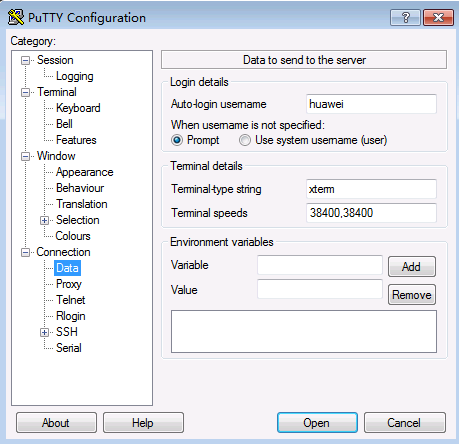 PuTTY Configuration
Category:
Session
Logging
Terminal
Keyboard
Bell
Features
Window
Appearance
Behaviour
Translation
Selection
Colours
Connection
Data
Proxy
Telnet
Rlogin
SSH
Serial
Data to send to the server
Login details
Auto-login username huawei
When username is not specified:
Prompt Use system username (user)
Terminal details
Terminal-type string xterm
Terminal speeds 38400,38400
Environment variables
Variable Add
Value Remove
About Help Open Cancel